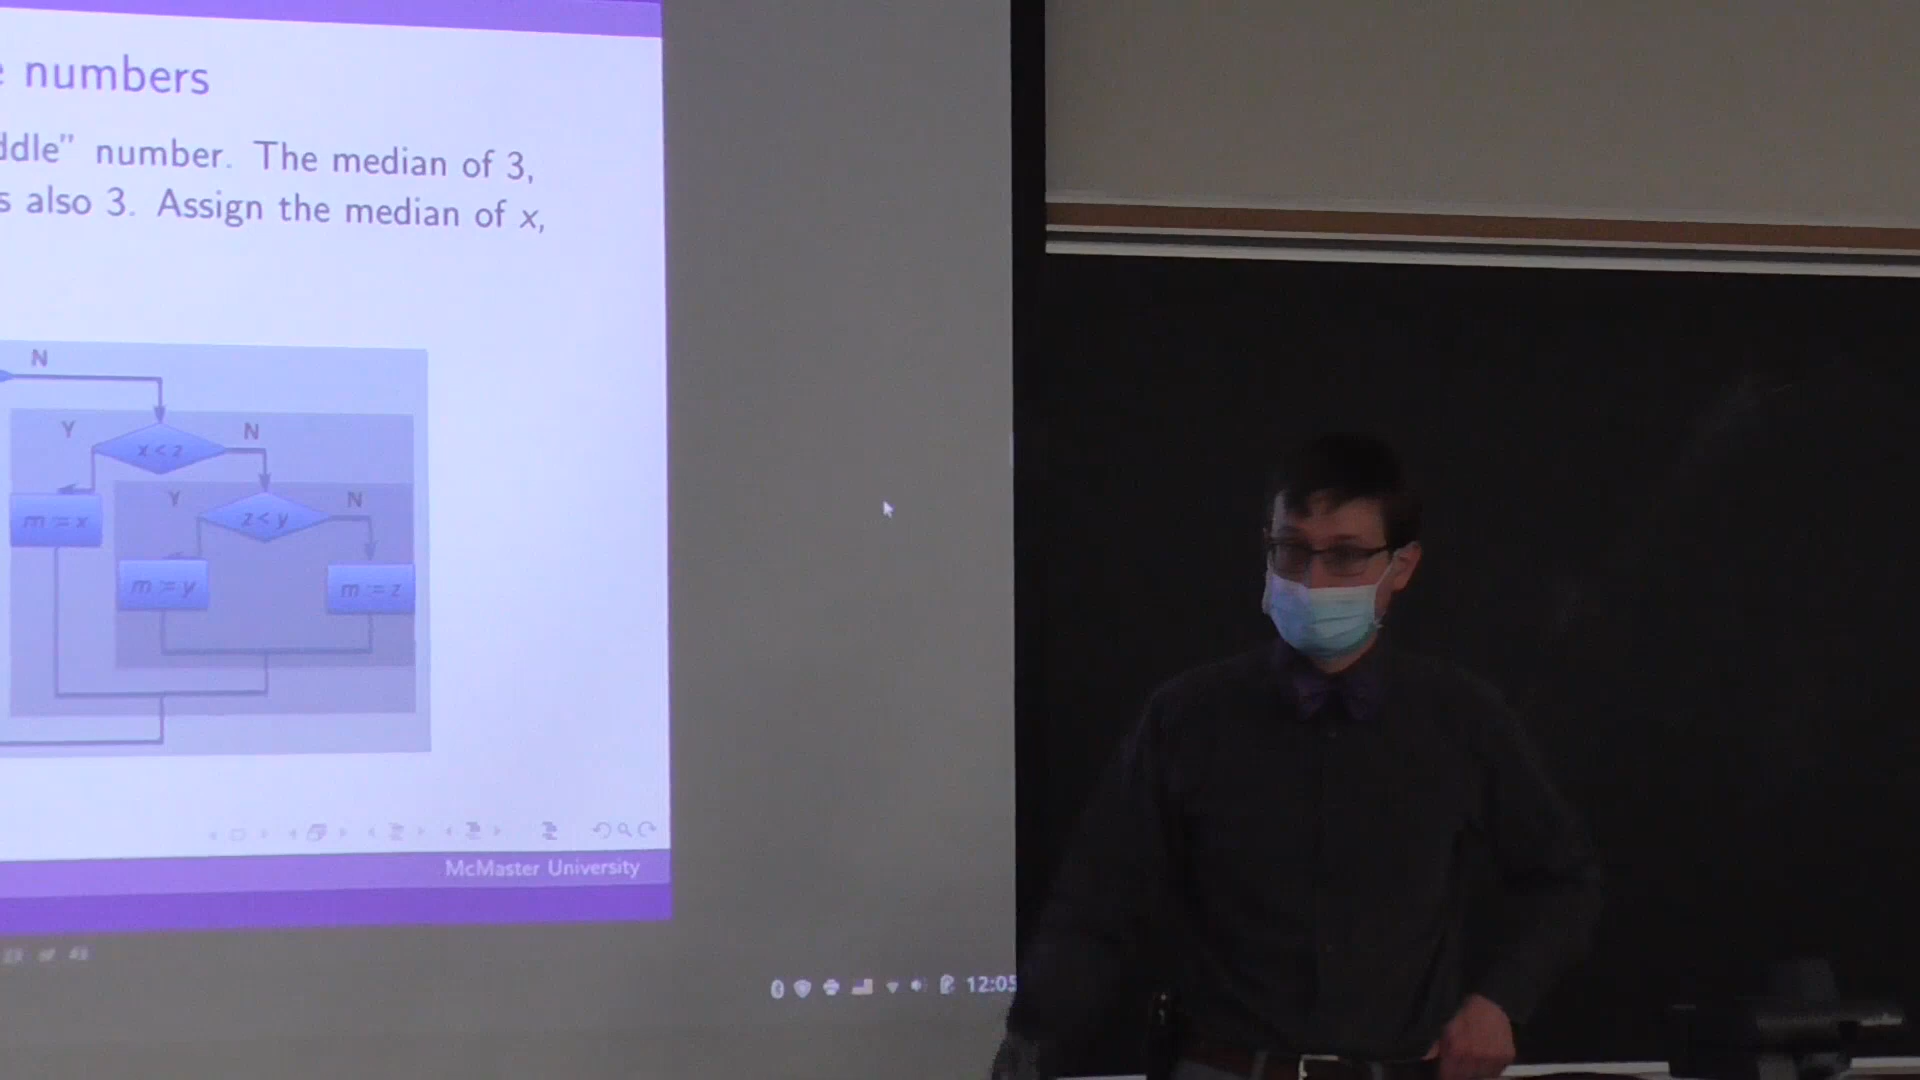 numbers
ddle” number. The median of 3,
s also 3. Assign the median of x,
N
Y
N
x < z
Y
N
m := x
z < y
m := y
m := z
McMaster University
12:05